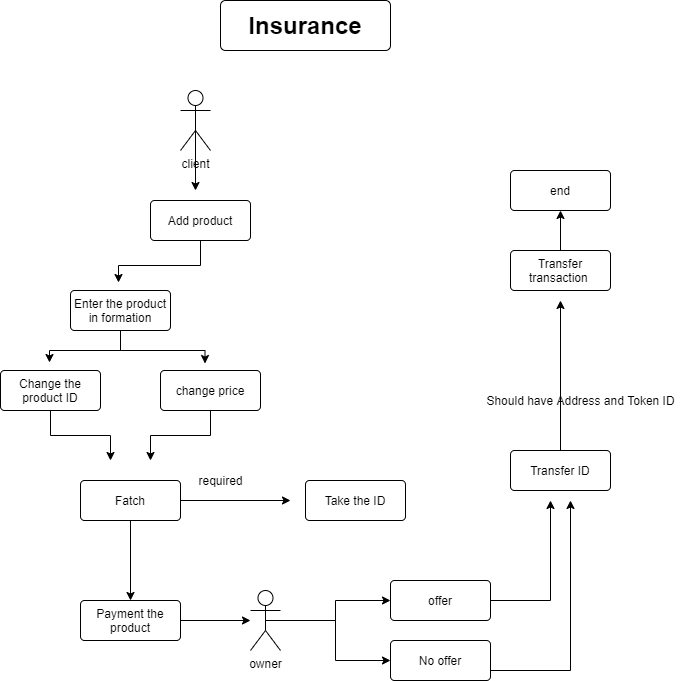 Insurance
client
Add product
Enter the product
in formation
Change the
product ID
change price
Fatch
required
Take the ID
Payment the
product
owner
offer
No offer
Transfer ID
Should have Address and Token ID
Transfer
transaction
end